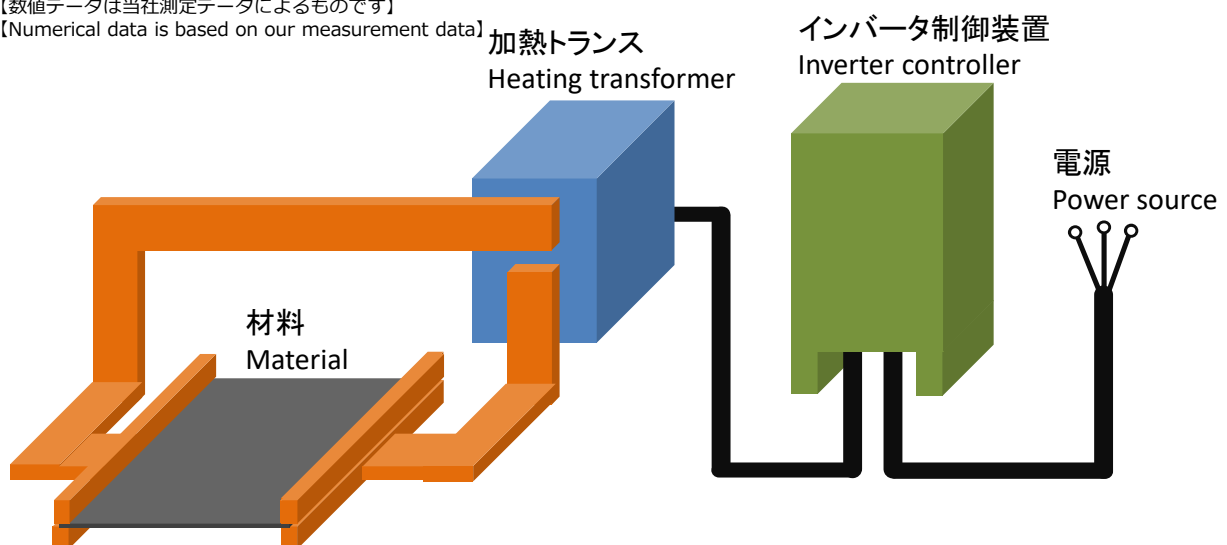 【数値データは当社測定データによるものです】
【Numerical data is based on our measurement data】
加熱トランス
Heating transformer
インバータ制御装置
Inverter controller
電源
Power source
材料
Material